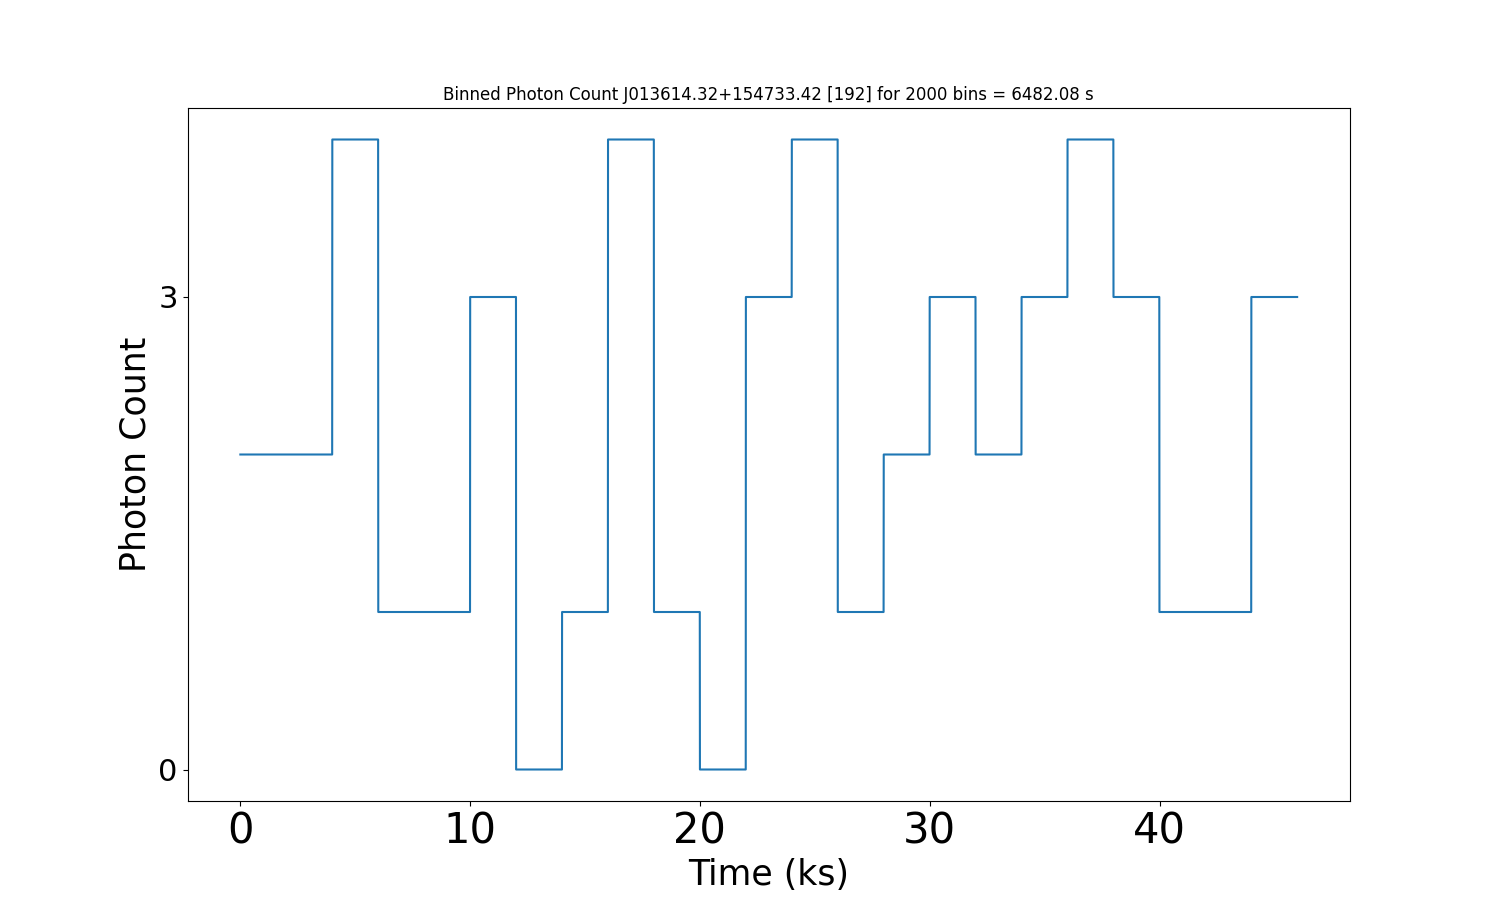 Binned Photon Count J013614.32+154733.42 [192] for 2000 bins = 6482.08 s
3
Photon Count
0
0 10 20 30 40
Time (ks)